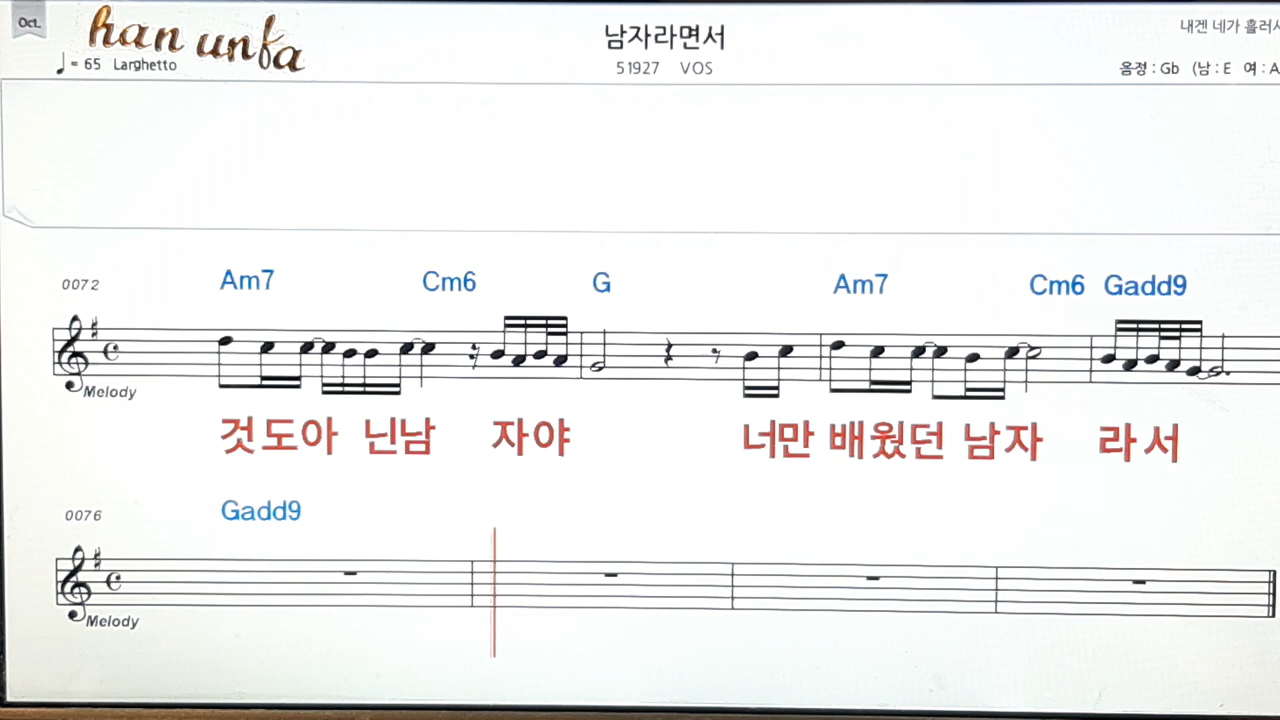 Oct.
han unfa
♩= 65 Larghetto
남자라면서
51927 VOS
내겐 네가 흘러
음정 : Gb (남 : E 여 : A
0072
Am7 Cm6 G Am7 Cm6 Gadd9
Melody
것도아 닌남 자야 너만 배웠던 남자 라서
0076
Gadd9
Melody